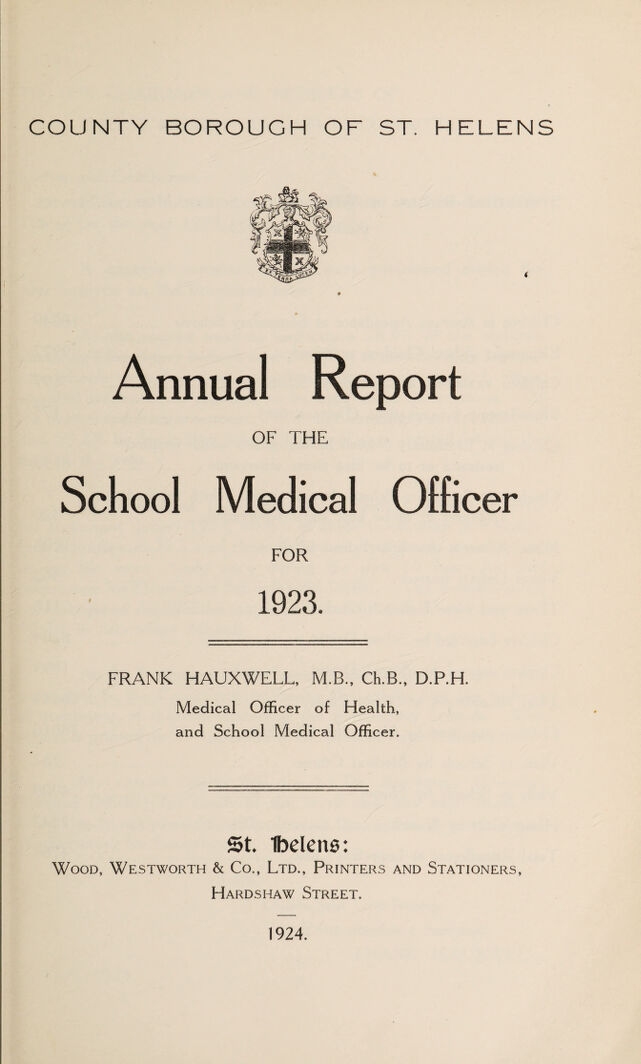 COUNTY BOROUGH OF ST. HELENS
Annual Report
OF THE
School Medical Officer
FOR
1923.
FRANK HAUXWELL, M.B., Ch.B., D.P.H.
Medical Officer of Health,
and School Medical Officer.
St. Helens:
WOOD, WESTWORTH & CO., LTD., PRINTERS AND STATIONERS,
HARDSHAW STREET.
1924.